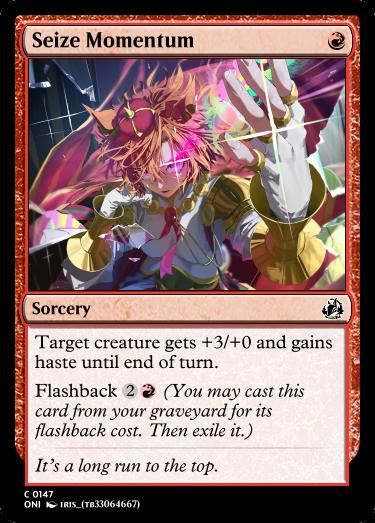 Seize Momentum
Sorcery
Target creature gets +3/+0 and gains
haste until end of turn.
Flashback 2 (You may cast this
card from your graveyard for its
flashback cost. Then exile it.)
It's a long run to the top.
C 0147
ONI IRIS_(TB33064667)